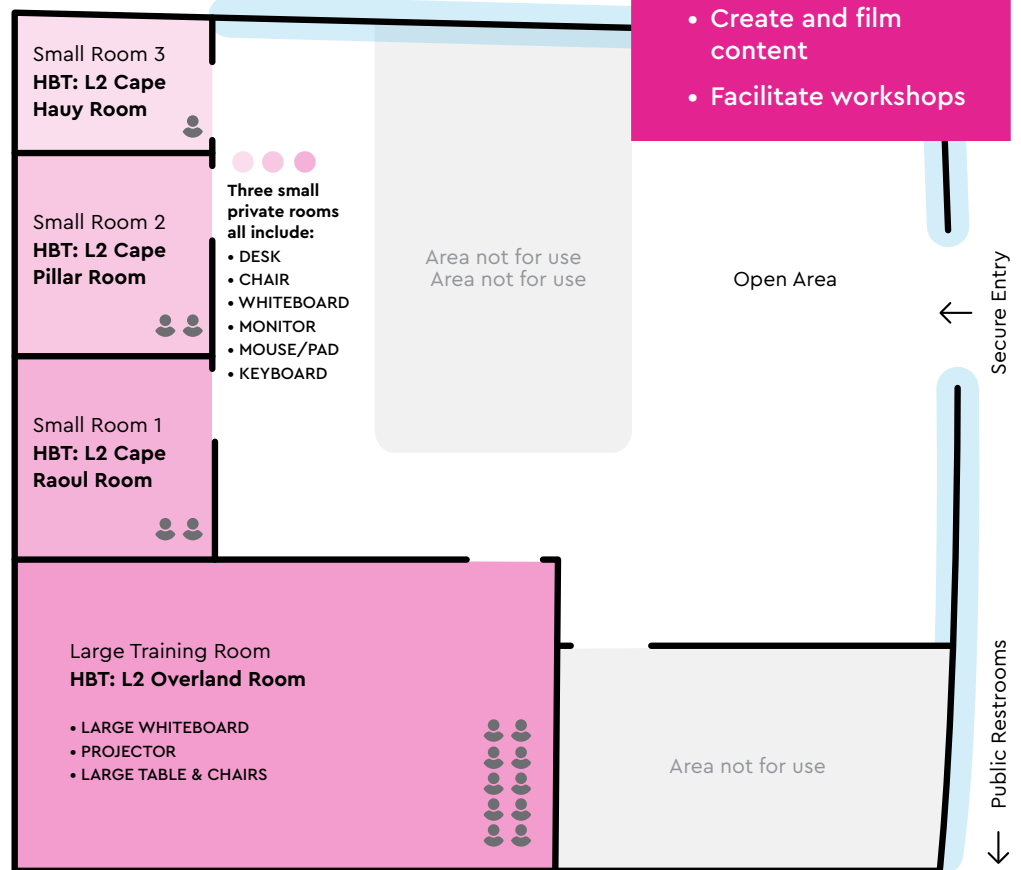 • Create and film
content
• Facilitate workshops
Small Room 3
HBT: L2 Cape
Hauy Room
Small Room 2
HBT: L2 Cape
Pillar Room
Small Room 1
HBT: L2 Cape
Raoul Room
Three small
private rooms
all include:
• DESK
• CHAIR
• WHITEBOARD
• MONITOR
• MOUSE/PAD
• KEYBOARD
Area not for use
Area not for use
Open Area
Secure Entry
Large Training Room
HBT: L2 Overland Room
• LARGE WHITEBOARD
• PROJECTOR
• LARGE TABLE & CHAIRS
Area not for use
Public Restrooms